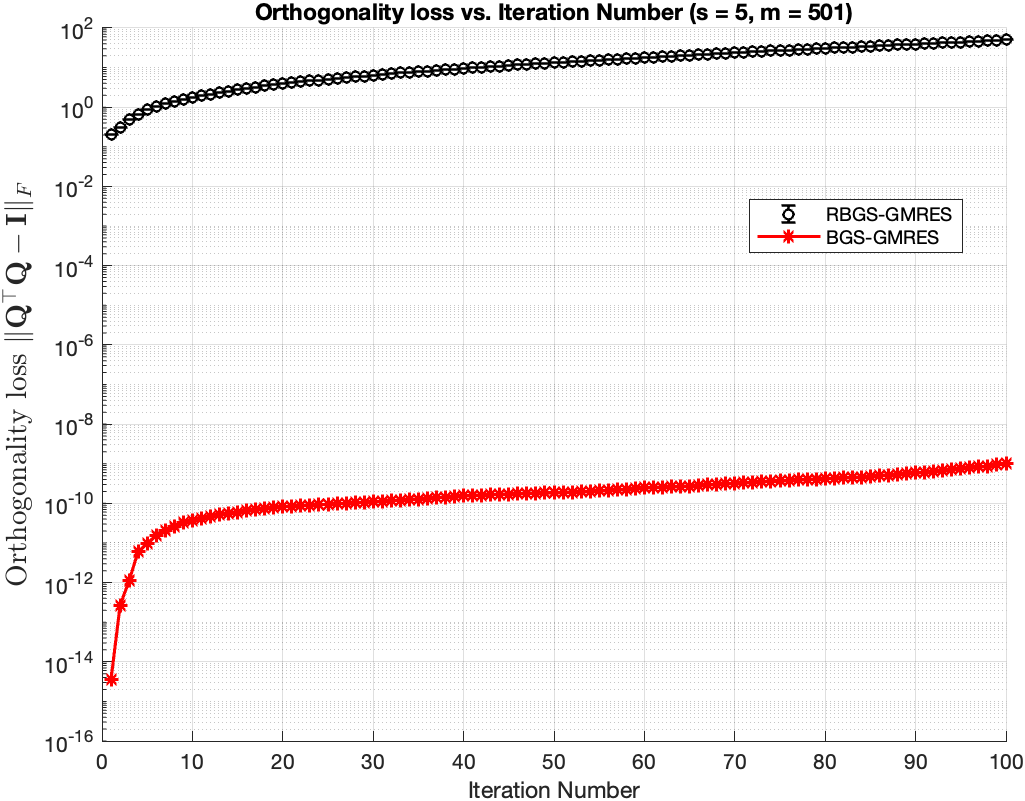 Orthogonality loss vs. Iteration Number (s = 5, m = 501)
Orthogonality loss ||Q^⊤Q − I||_F
10^2
10^0
10^-2
10^-4
10^-6
10^-8
10^-10
10^-12
10^-14
10^-16
RBGS-GMRES
BGS-GMRES
0 10 20 30 40 50 60 70 80 90 100
Iteration Number